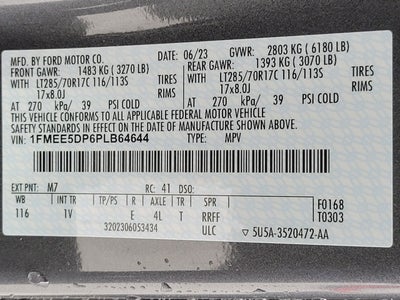 MFD. BY FORD MOTOR CO. DATE: 06/23 GVWR: 2803 KG (6180 LB)
FRONT GAWR: 1483 KG (3270 LB) REAR GAWR: 1393 KG (3070 LB)
WITH LT285/70R17C 116/113S TIRES WITH LT285/70R17C 116/113S TIRES
17x8.0J RIMS 17x8.0J RIMS
AT 270 kPa/ 39 PSI COLD AT 270 kPa/ 39 PSI COLD
THIS VEHICLE CONFORMS TO ALL APPLICABLE FEDERAL MOTOR VEHICLE SAFETY AND THEFT PREVENTION STANDARDS IN EFFECT ON THE DATE OF MANUFACTURE SHOWN ABOVE.
VIN: 1FMEE5DP6PLB64644 TYPE: MPV
EXT PNT: M7 RC: 41 DSO: F0168
WB INT TR TP/PS R AXLE TR SPR T0303
116 1V E 4L T RRFF
3202306053434 ULC 5U5A-3520472-AA